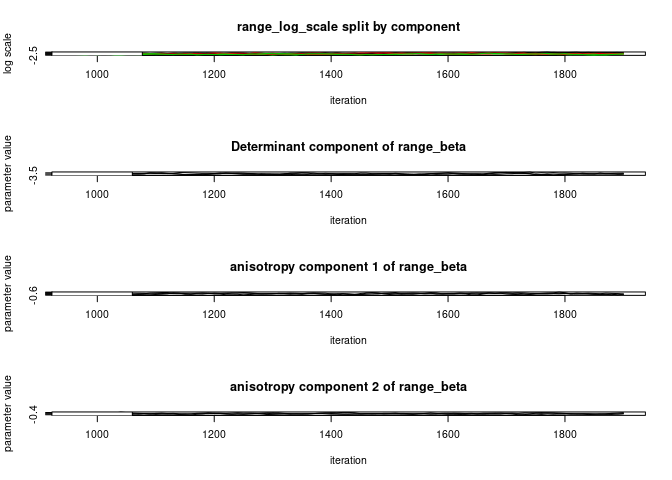 range_log_scale split by component
log scale
-2.5
1000 1200 1400 1600 1800
iteration
Determinant component of range_beta
parameter value
-3.5
1000 1200 1400 1600 1800
iteration
anisotropy component 1 of range_beta
parameter value
-0.6
1000 1200 1400 1600 1800
iteration
anisotropy component 2 of range_beta
parameter value
-0.4
1000 1200 1400 1600 1800
iteration